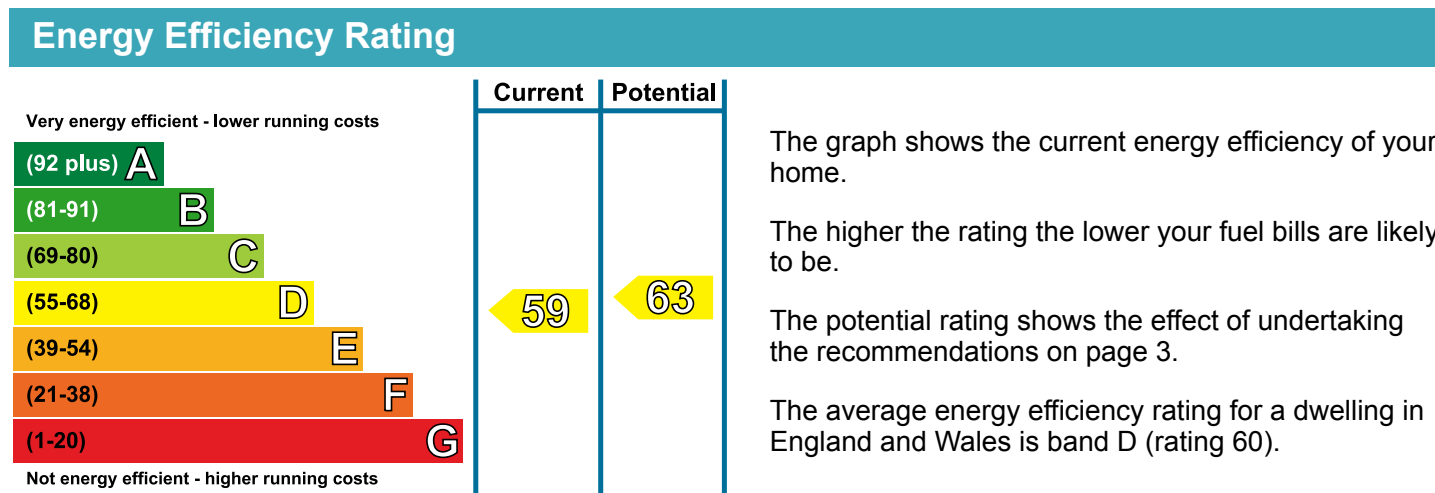 Energy Efficiency Rating
Current Potential
Very energy efficient - lower running costs
(92 plus) A
(81-91) B
(69-80) C
(55-68) D
(39-54) E
(21-38) F
(1-20) G
Not energy efficient - higher running costs
59 63
The graph shows the current energy efficiency of your
home.
The higher the rating the lower your fuel bills are likely
to be.
The potential rating shows the effect of undertaking
the recommendations on page 3.
The average energy efficiency rating for a dwelling in
England and Wales is band D (rating 60).